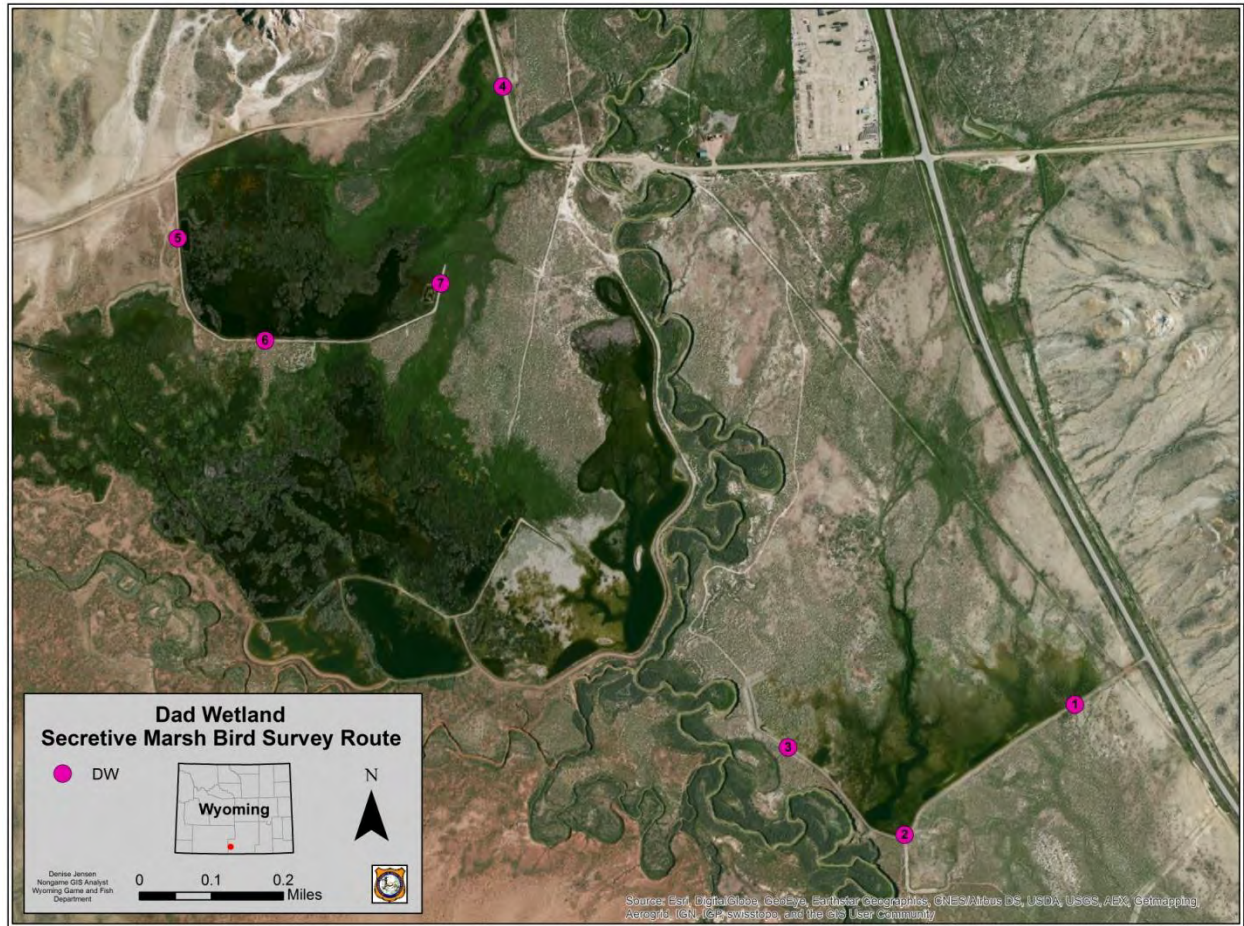 4
5
7
6
1
3
2
Dad Wetland
Secretive Marsh Bird Survey Route
DW
N
Wyoming
Denise Jensen
Nongame GIS Analyst
Wyoming Game and Fish
Department
0 0.1 0.2
Miles
Source: Esri, DigitalGlobe, GeoEye, Earthstar Geographics, CNES/Airbus DS, USDA, USGS, AEX, Getmapping,
Aerogrid, IGN, IGP, swisstopo, and the GIS User Community